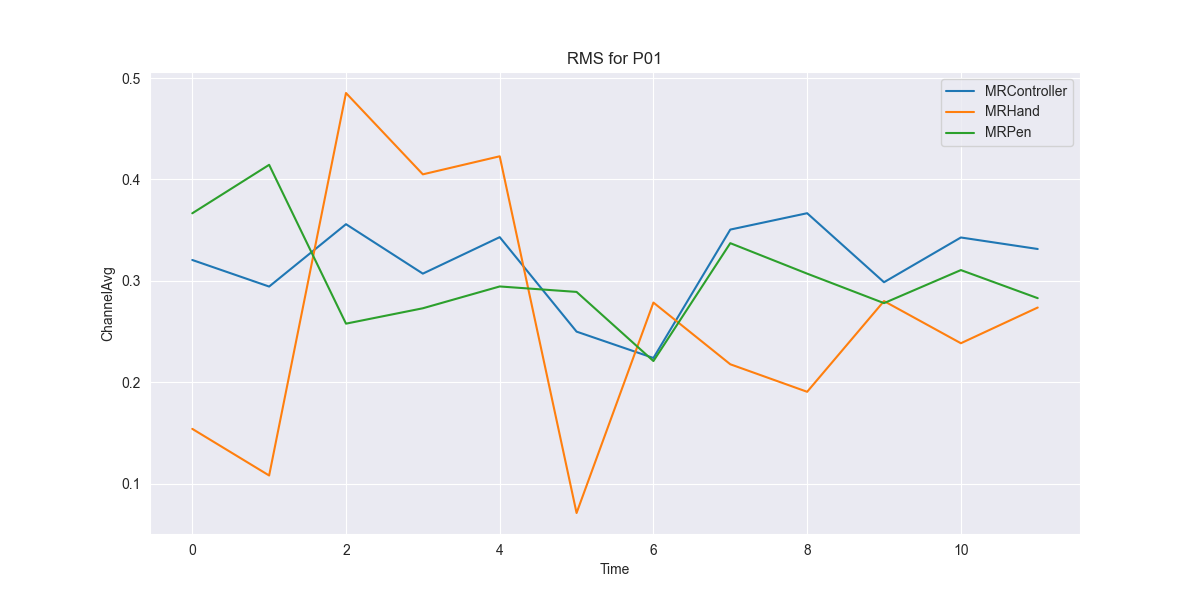 RMS for P01
MRController
MRHand
MRPen
ChannelAvg
0.5
0.4
0.3
0.2
0.1
0 2 4 6 8 10
Time